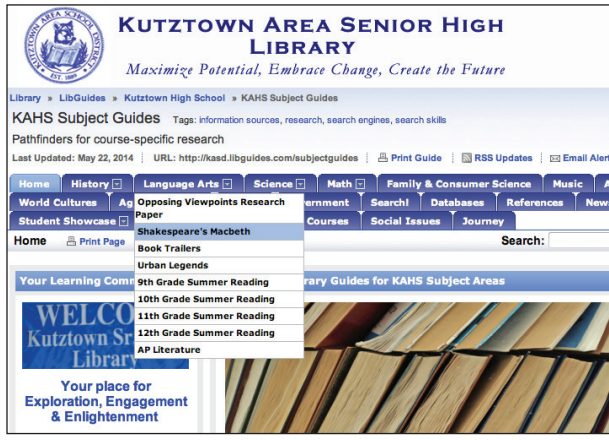 KUTZTOWN AREA SCHOOL DISTRICT
EST. 1889
KUTZTOWN AREA SENIOR HIGH
LIBRARY
Maximize Potential, Embrace Change, Create the Future
Library » LibGuides » Kutztown High School » KAHS Subject Guides
KAHS Subject Guides Tags: information sources, research, search engines, search skills
Pathfinders for course-specific research
Last Updated: May 22, 2014 URL: http://kasd.libguides.com/subjectguides Print Guide RSS Updates Email Aler
Home History Language Arts Science Math Family & Consumer Science Music A
World Cultures Ag ernment Search! Databases References New
Student Showcase Courses Social Issues Journey
Opposing Viewpoints Research
Paper
Shakespeare's Macbeth
Book Trailers
Urban Legends
9th Grade Summer Reading
10th Grade Summer Reading
11th Grade Summer Reading
12th Grade Summer Reading
AP Literature
Home Print Page Search:
Your Learning Com rary Guides for KAHS Subject Areas
WELCO
Kutztown Sr
Library
Your place for
Exploration, Engagement
& Enlightenment